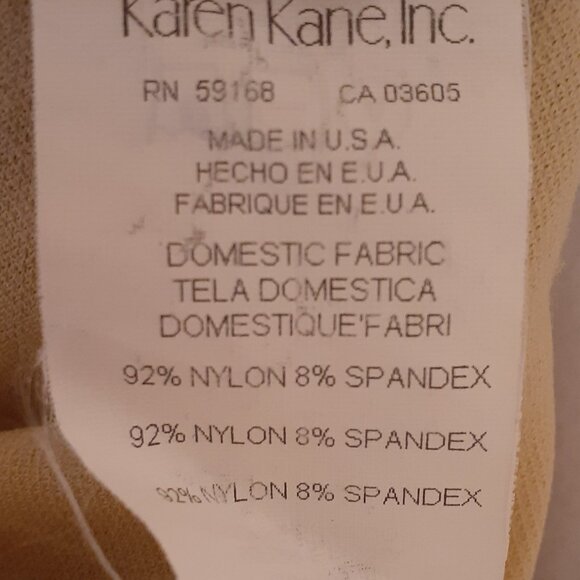 Karen Kane, Inc.
RN 59168 CA 03605
MADE IN U.S.A.
HECHO EN E.U.A.
FABRIQUE EN E.U.A.
DOMESTIC FABRIC
TELA DOMESTICA
DOMESTIQUE'FABRI
92% NYLON 8% SPANDEX
92% NYLON 8% SPANDEX
92% NYLON 8% SPANDEX